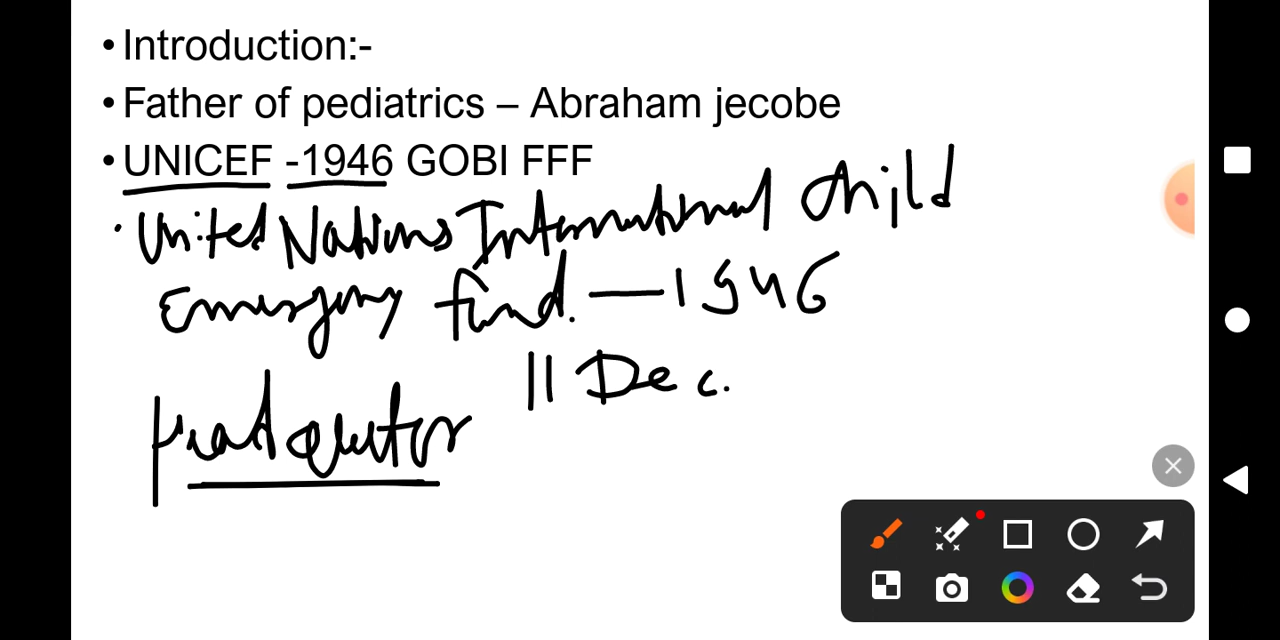 • Introduction:-
• Father of pediatrics – Abraham jecobe
• UNICEF -1946 GOBI FFF
• United Nations International Child
Emergency fund. — 1946
11 Dec.
Headquter